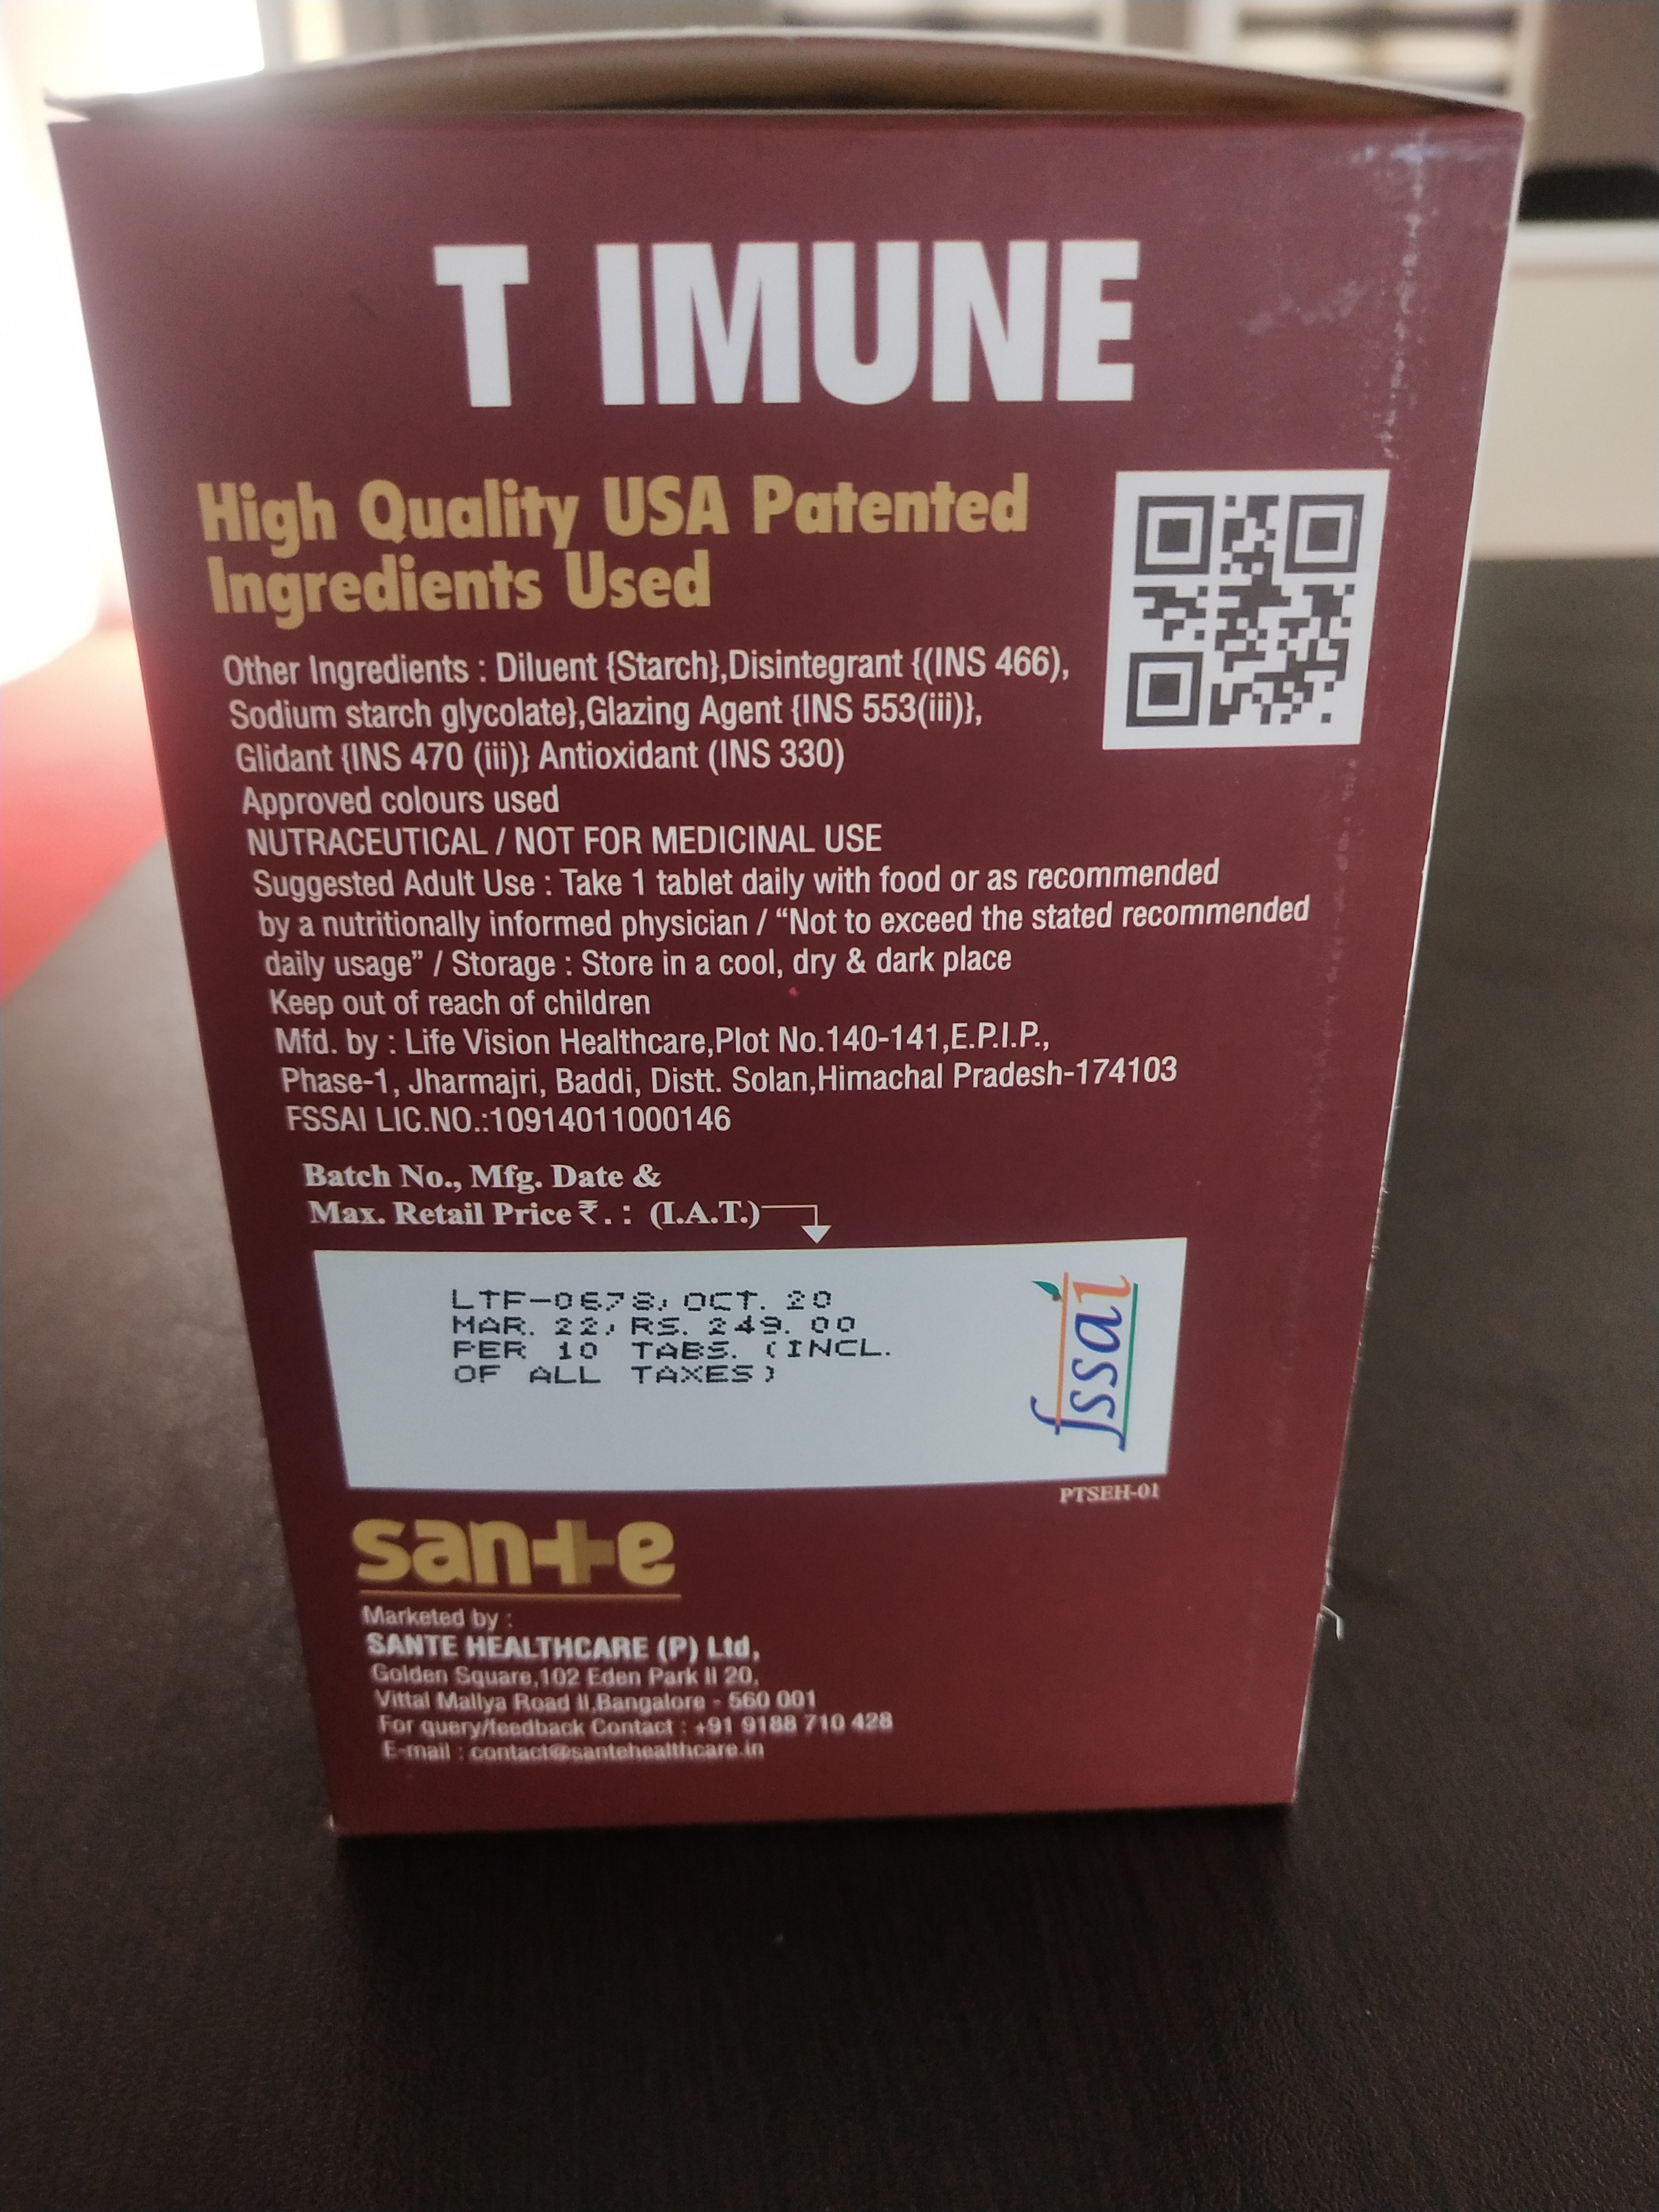 T IMUNE
High Quality USA Patented
Ingredients Used
Other Ingredients : Diluent {Starch},Disintegrant {(INS 466),
Sodium starch glycolate},Glazing Agent {INS 553(iii)},
Glidant {INS 470 (iii)} Antioxidant (INS 330)
Approved colours used
NUTRACEUTICAL / NOT FOR MEDICINAL USE
Suggested Adult Use : Take 1 tablet daily with food or as recommended
by a nutritionally informed physician / “Not to exceed the stated recommended
daily usage” / Storage : Store in a cool, dry & dark place
Keep out of reach of children
Mfd. by : Life Vision Healthcare,Plot No.140-141,E.P.I.P.,
Phase-1, Jharmajri, Baddi, Distt. Solan,Himachal Pradesh-174103
FSSAI LIC.NO.:10914011000146
Batch No., Mfg. Date &
Max. Retail Price ₹. : (I.A.T.)
LTF-0678, OCT. 20
MAR. 22, RS. 249. 00
PER 10 TABS. (INCL.
OF ALL TAXES)
fssai
PTSEH-01
sante
Marketed by :
SANTE HEALTHCARE (P) Ltd,
Golden Square,102 Eden Park II 20,
Vittal Mallya Road II,Bangalore - 560 001
For query/feedback Contact : +91 9188 710 428
E-mail : contact@santehealthcare.in